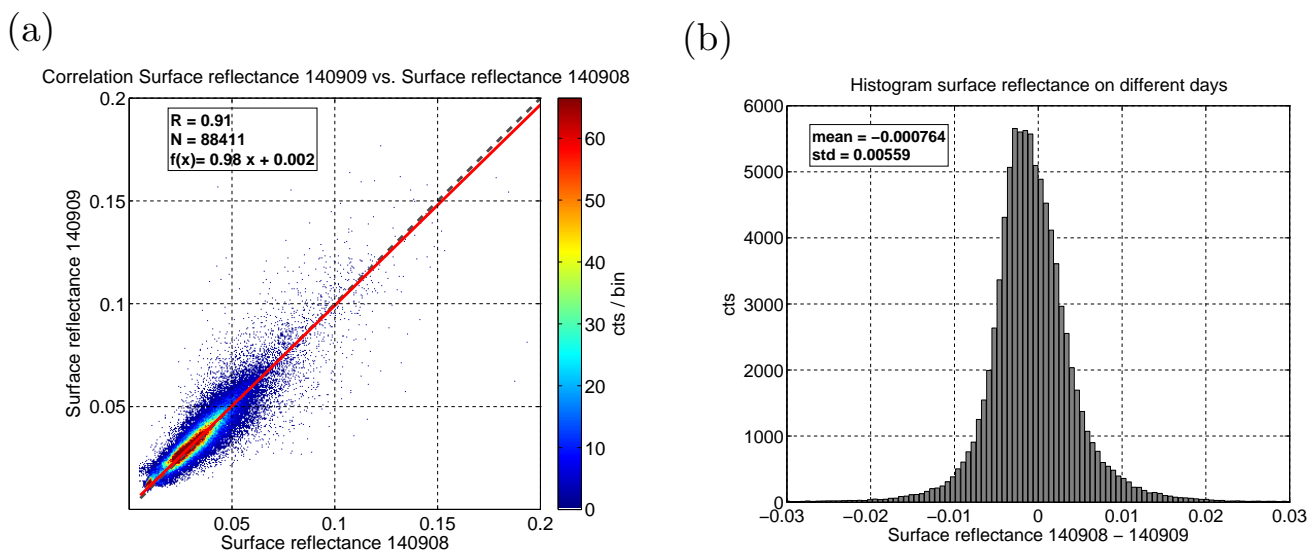 (a)
Correlation Surface reflectance 140909 vs. Surface reflectance 140908
R = 0.91
N = 88411
f(x)= 0.98 x + 0.002
Surface reflectance 140909
0.2
0.15
0.1
0.05
0.05 0.1 0.15 0.2
Surface reflectance 140908
60
50
40
30
20
10
0
cts / bin
(b)
Histogram surface reflectance on different days
mean = −0.000764
std = 0.00559
cts
6000
5000
4000
3000
2000
1000
0
−0.03 −0.02 −0.01 0 0.01 0.02 0.03
Surface reflectance 140908 − 140909